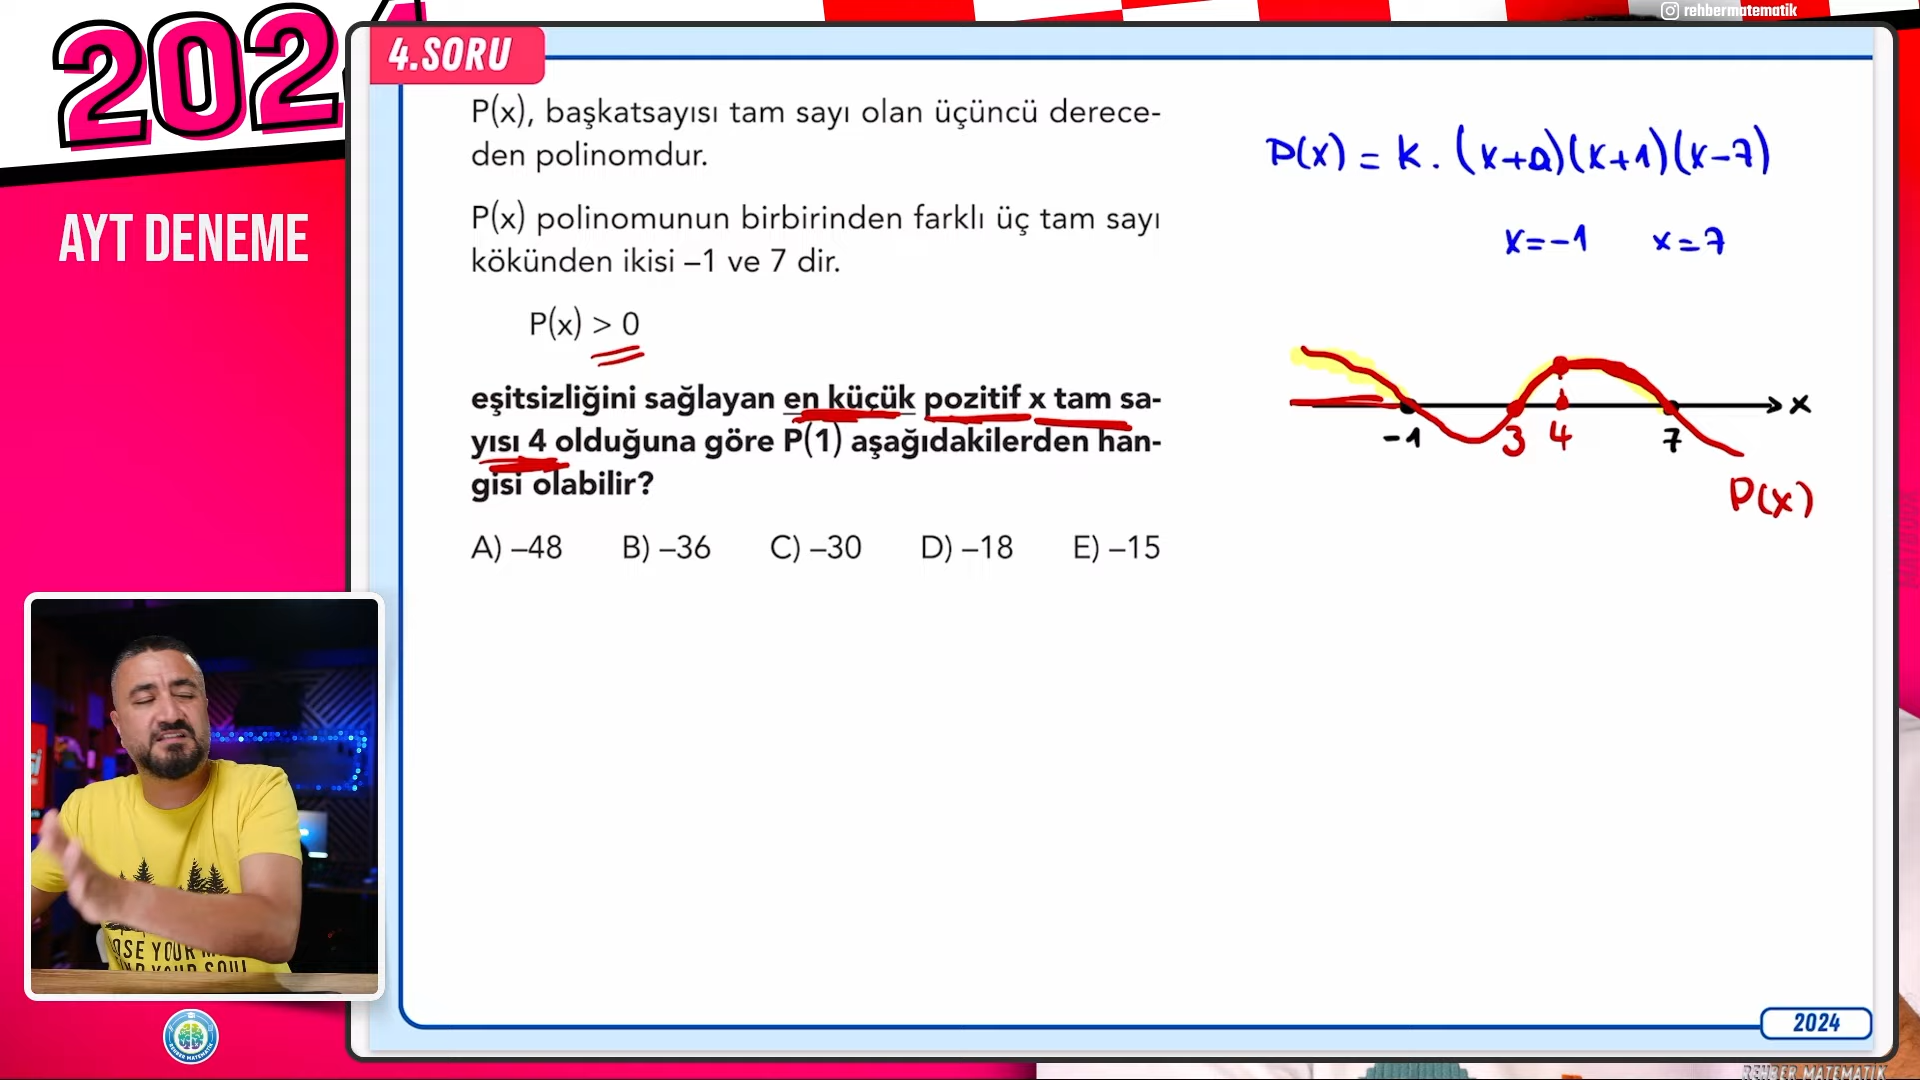 202
rehbermatematik
4.SORU
AYT DENEME
P(x), başkatsayısı tam sayı olan üçüncü derece-
den polinomdur.
P(x) polinomunun birbirinden farklı üç tam sayı
kökünden ikisi –1 ve 7 dir.
P(x) > 0
eşitsizliğini sağlayan en küçük pozitif x tam sa-
yısı 4 olduğuna göre P(1) aşağıdakilerden han-
gisi olabilir?
A) –48 B) –36 C) –30 D) –18 E) –15
P(x) = k . (x+a)(x+1)(x-7)
x=-1 x=7
x
-1 3 4 7
P(x)
REHBER MATEMATİK
2024
REHBER MATEMATİK